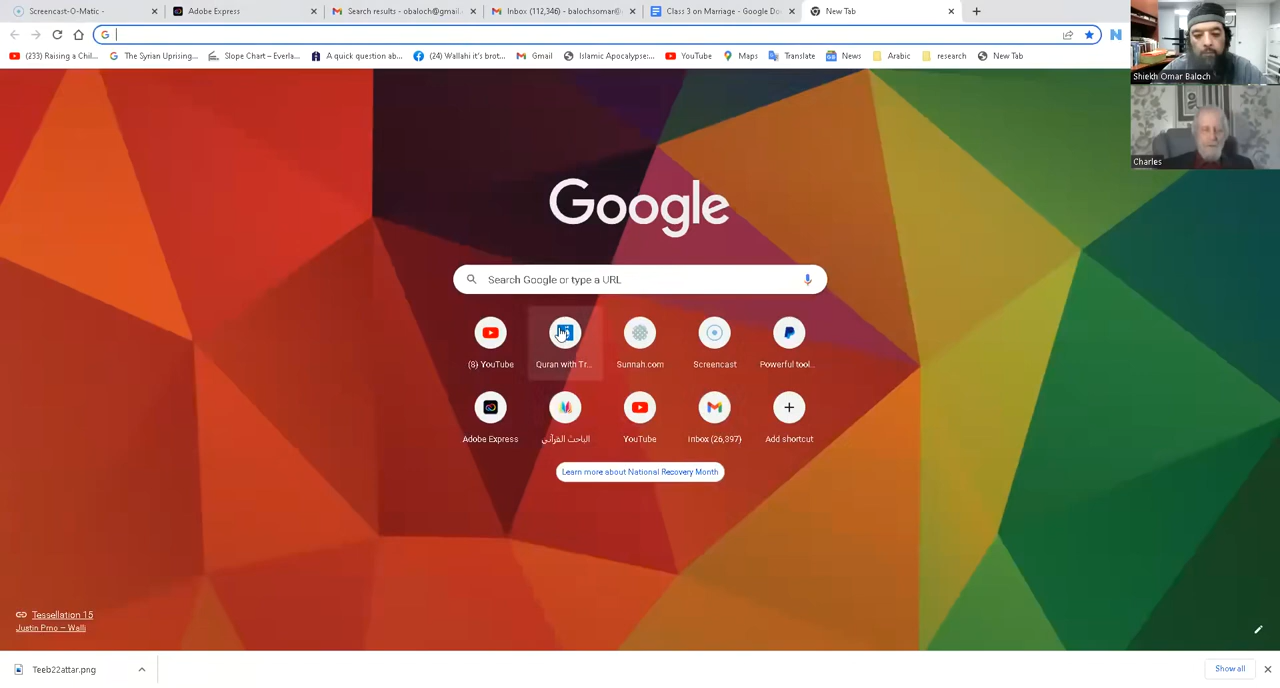 Screencast-O-Matic -
Adobe Express
Search results - obaloch@gmail.
Inbox (112,346) - balochsomar@
Class 3 on Marriage - Google Do
New Tab
(233) Raising a Chil...
The Syrian Uprising...
Slope Chart – Everla...
A quick question ab...
(24) Wallahi it's brot...
Gmail
Islamic Apocalypse:...
YouTube
Maps
Translate
News
Arabic
research
New Tab
Shiekh Omar Baloch
Charles
Google
Search Google or type a URL
(8) YouTube
Quran with Tr...
Sunnah.com
Screencast
Powerful tool...
Adobe Express
الباحث القرآني
YouTube
Inbox (26,397)
Add shortcut
Learn more about National Recovery Month
Tessellation 15
Justin Prno – Walli
Teeb22attar.png
Show all